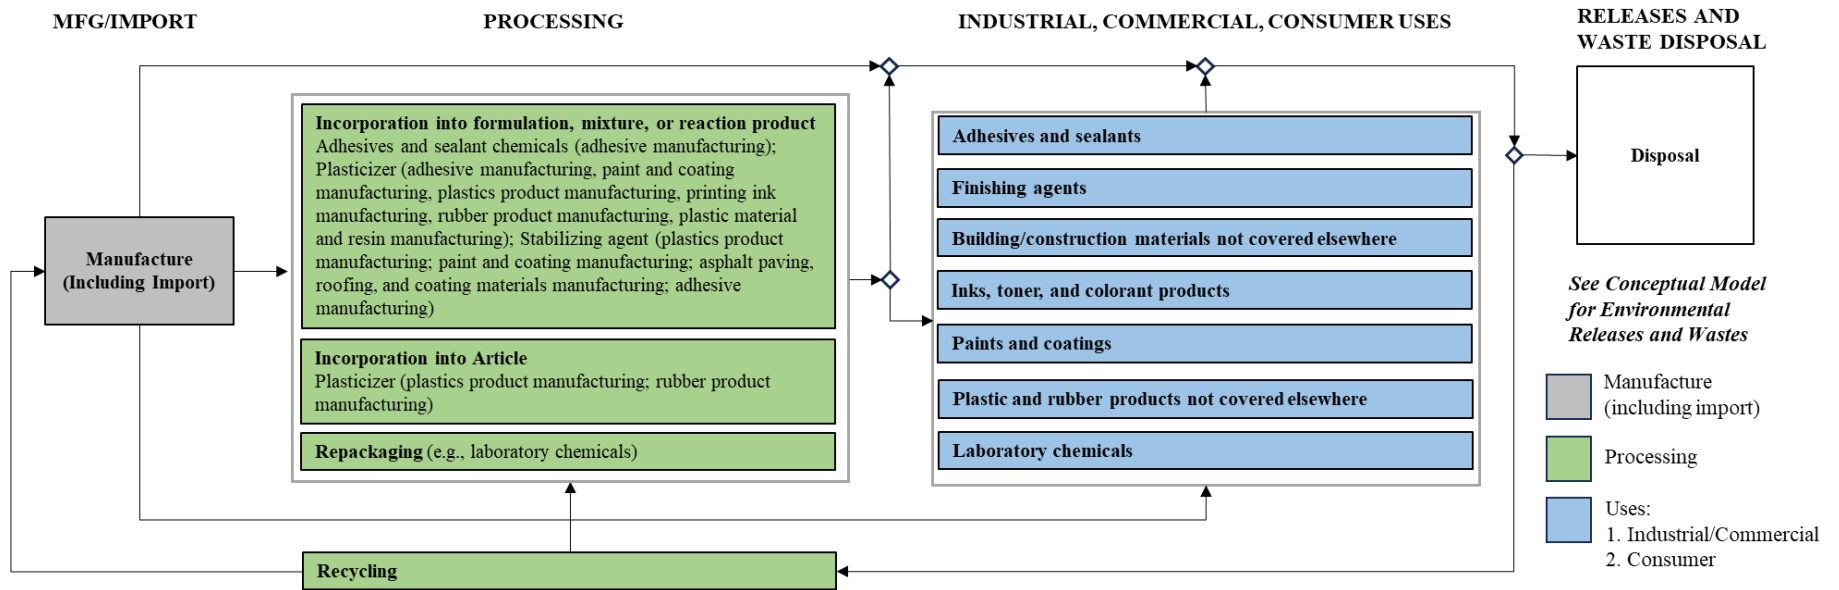 MFG/IMPORT
PROCESSING
INDUSTRIAL, COMMERCIAL, CONSUMER USES
RELEASES AND
WASTE DISPOSAL
Manufacture
(Including Import)
Incorporation into formulation, mixture, or reaction product
Adhesives and sealant chemicals (adhesive manufacturing);
Plasticizer (adhesive manufacturing, paint and coating
manufacturing, plastics product manufacturing, printing ink
manufacturing, rubber product manufacturing, plastic material
and resin manufacturing); Stabilizing agent (plastics product
manufacturing; paint and coating manufacturing; asphalt paving,
roofing, and coating materials manufacturing; adhesive
manufacturing)
Incorporation into Article
Plasticizer (plastics product manufacturing; rubber product
manufacturing)
Repackaging (e.g., laboratory chemicals)
Recycling
Adhesives and sealants
Finishing agents
Building/construction materials not covered elsewhere
Inks, toner, and colorant products
Paints and coatings
Plastic and rubber products not covered elsewhere
Laboratory chemicals
Disposal
See Conceptual Model
for Environmental
Releases and Wastes
Manufacture
(including import)
Processing
Uses:
1. Industrial/Commercial
2. Consumer